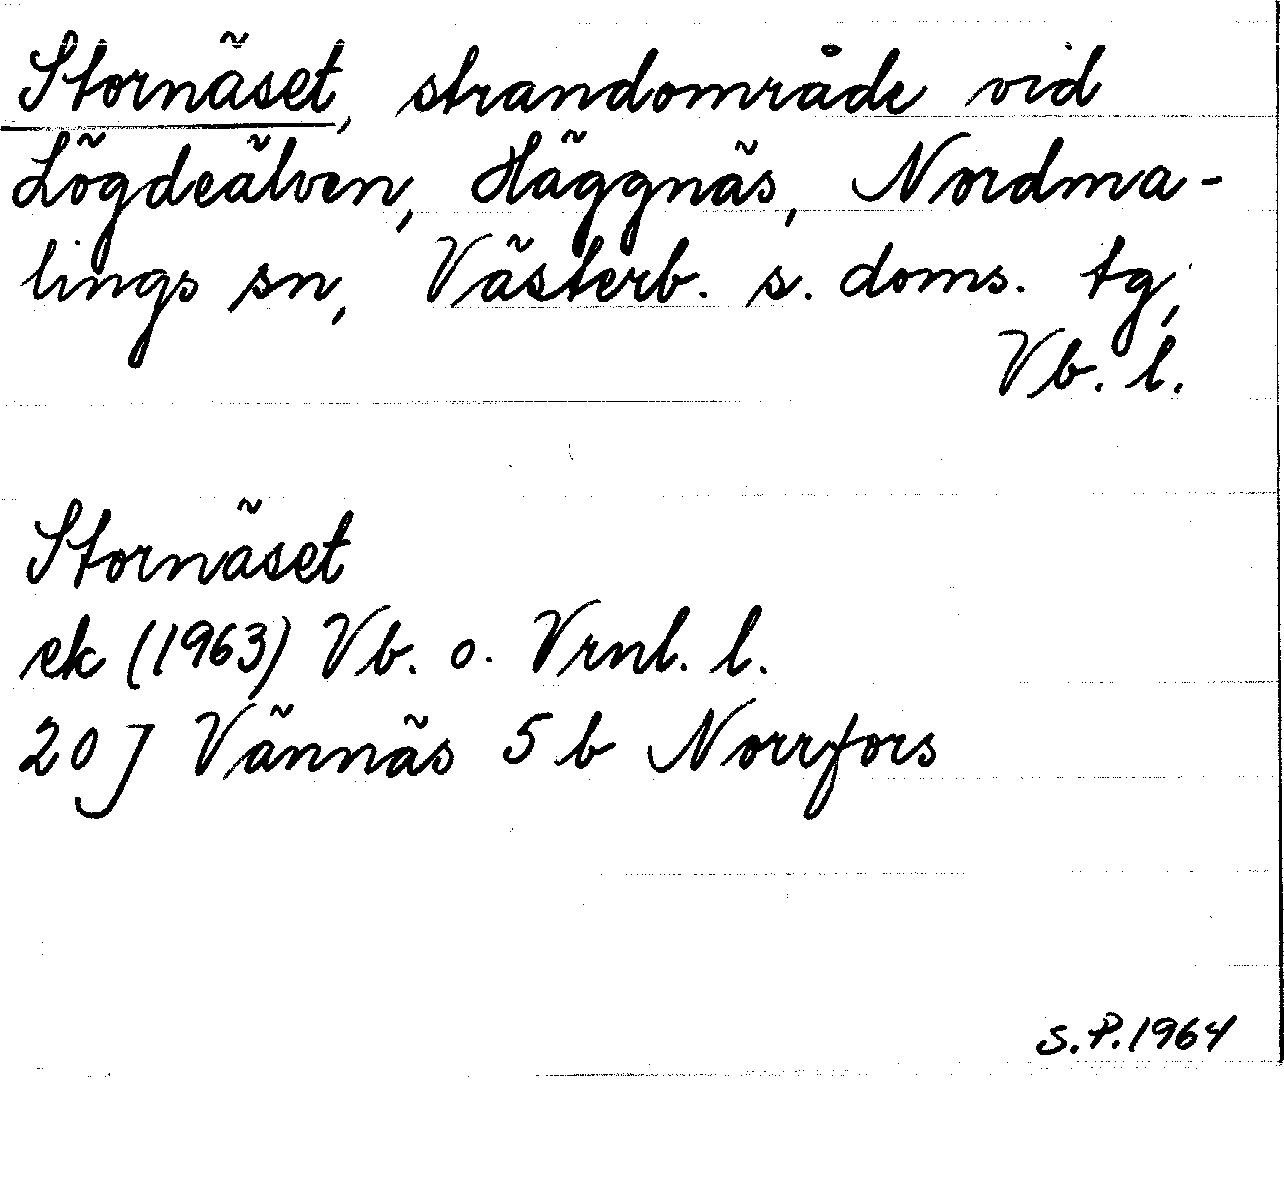 Stornäset, strandområde vid
Lögdeälven, Häggnäs, Nordma-
lings sn, Västerb. s. doms. tg,
Vb. l.
Stornäset
ek (1963) Vb. o. Vrnl. l.
20 J Vännäs 5 b Norrfors
S.P. 1964